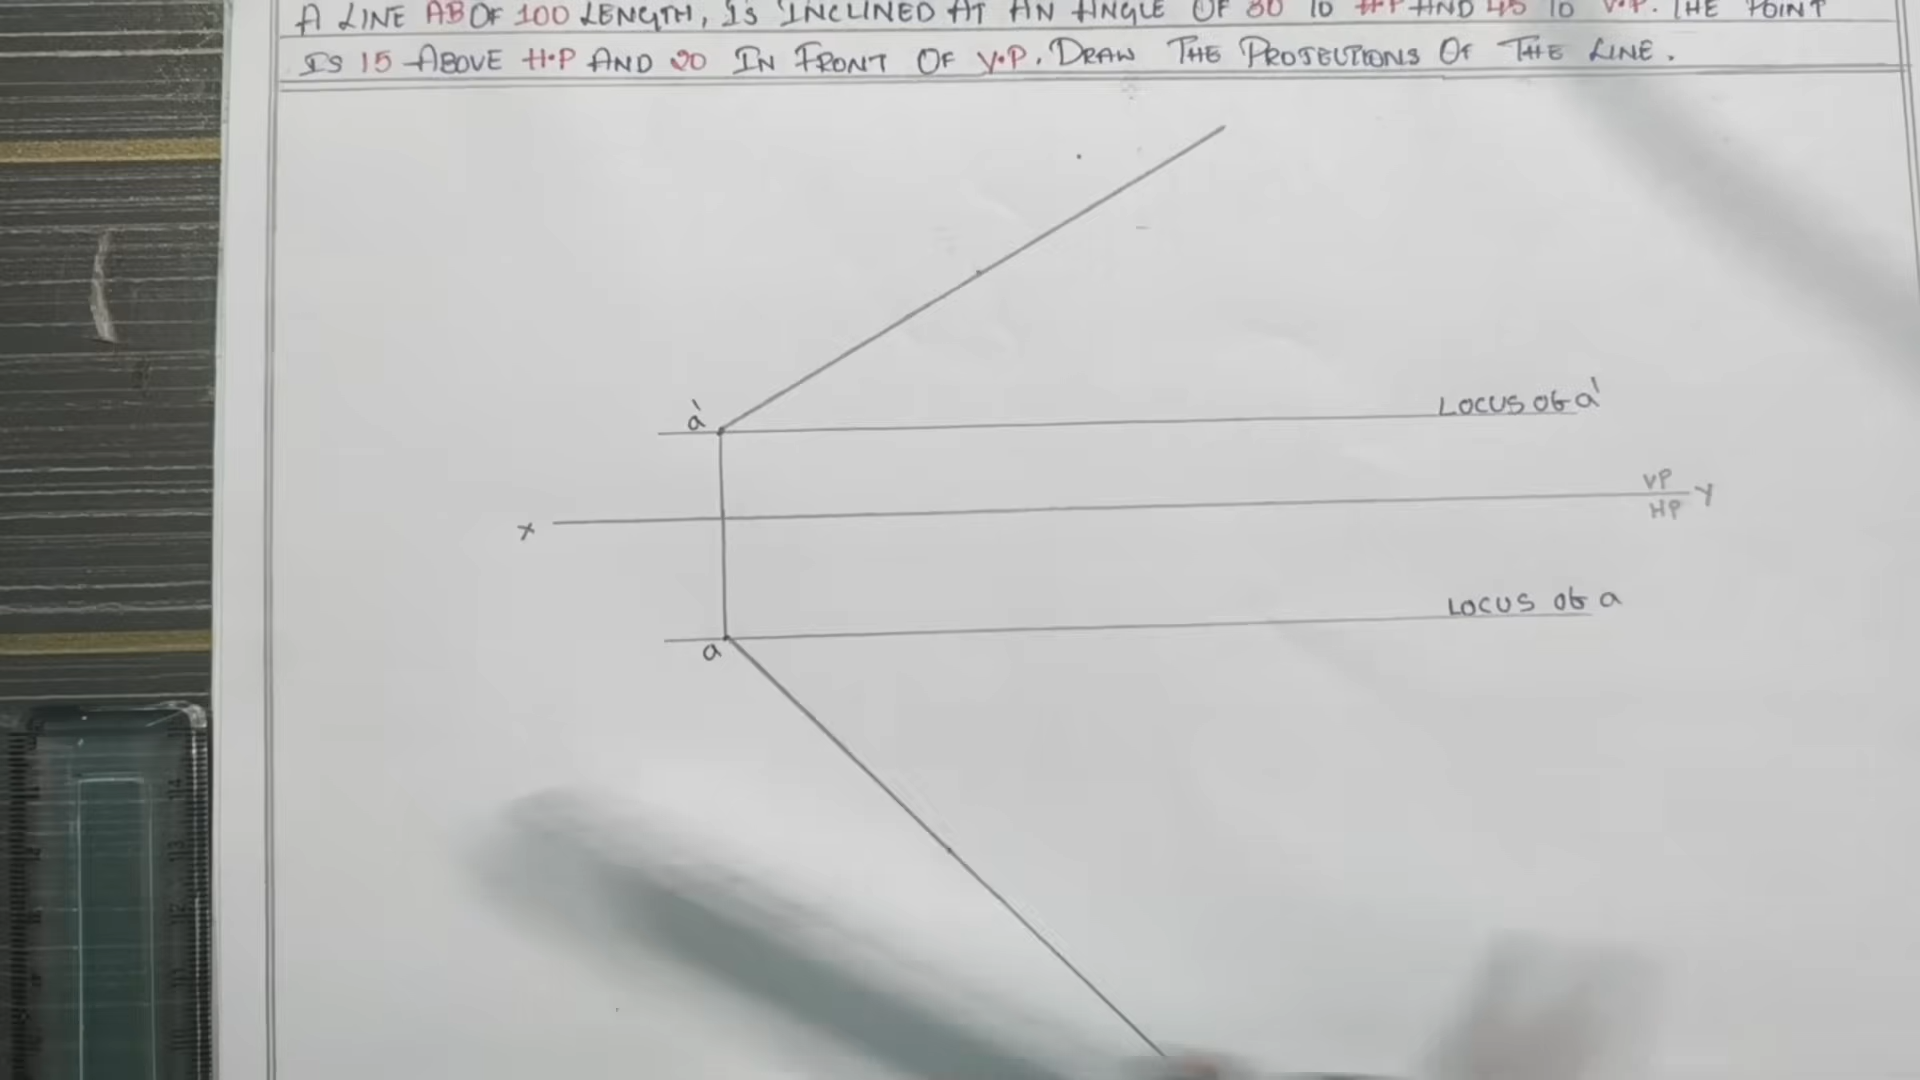 A LINE AB OF 100 LENGTH, IS INCLINED AT AN ANGLE OF 30 TO H.P AND 45 TO V.P. THE POINT
IS 15 ABOVE H.P AND 20 IN FRONT OF V.P. DRAW THE PROJECTIONS OF THE LINE.
a'
LOCUS OF a'
X
VP
HP
Y
a
LOCUS OF a